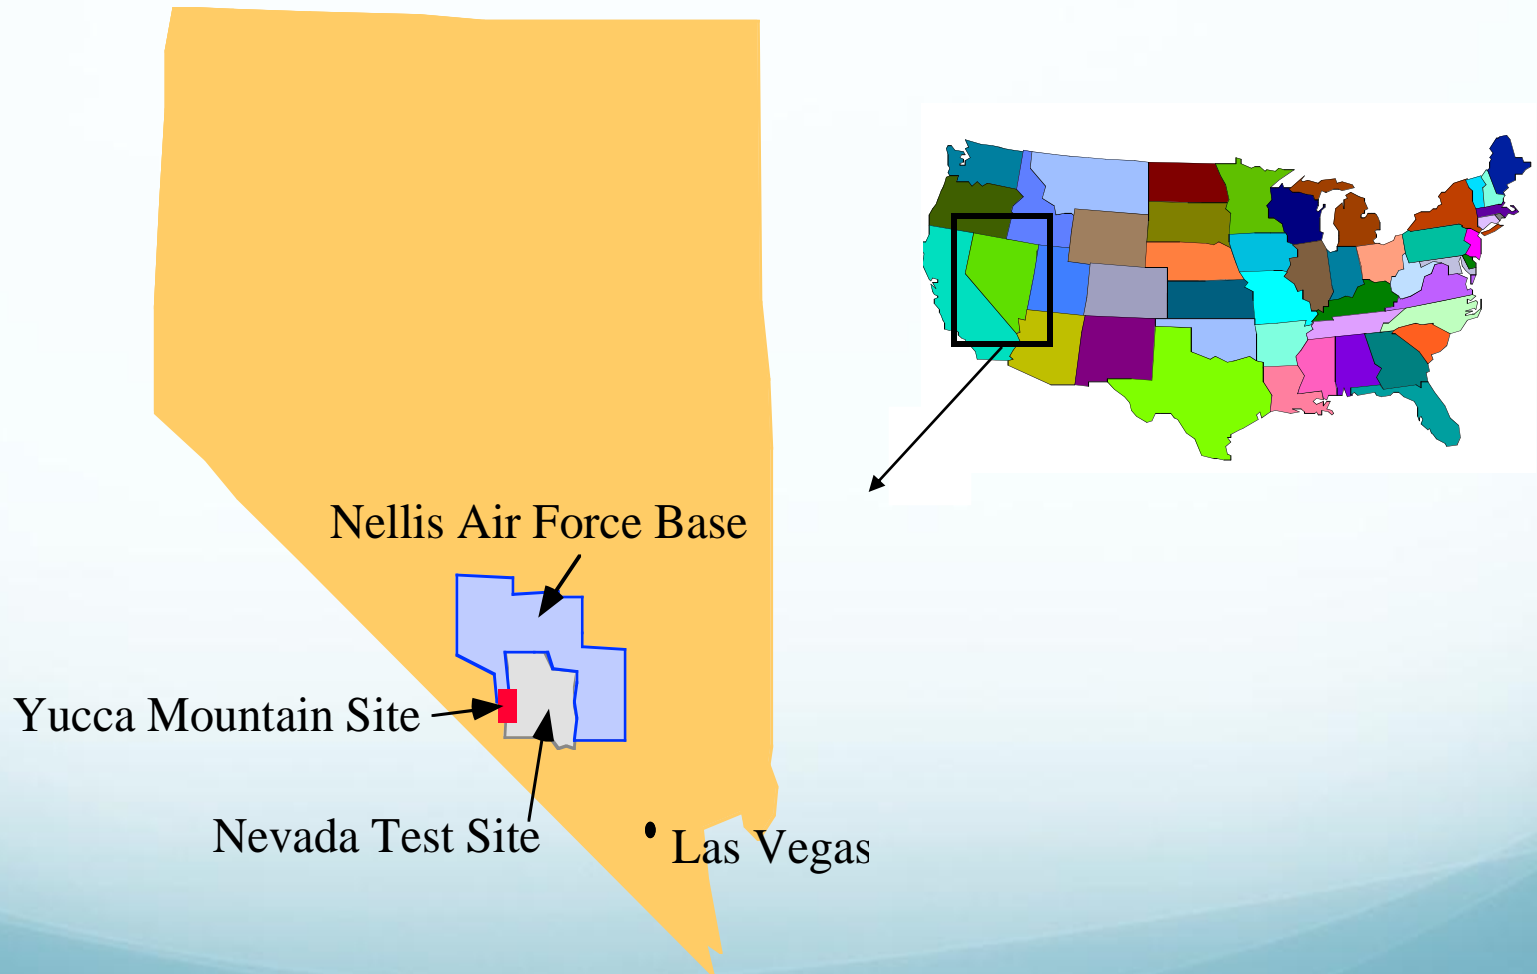 Nellis Air Force Base
Yucca Mountain Site
Nevada Test Site
Las Vegas